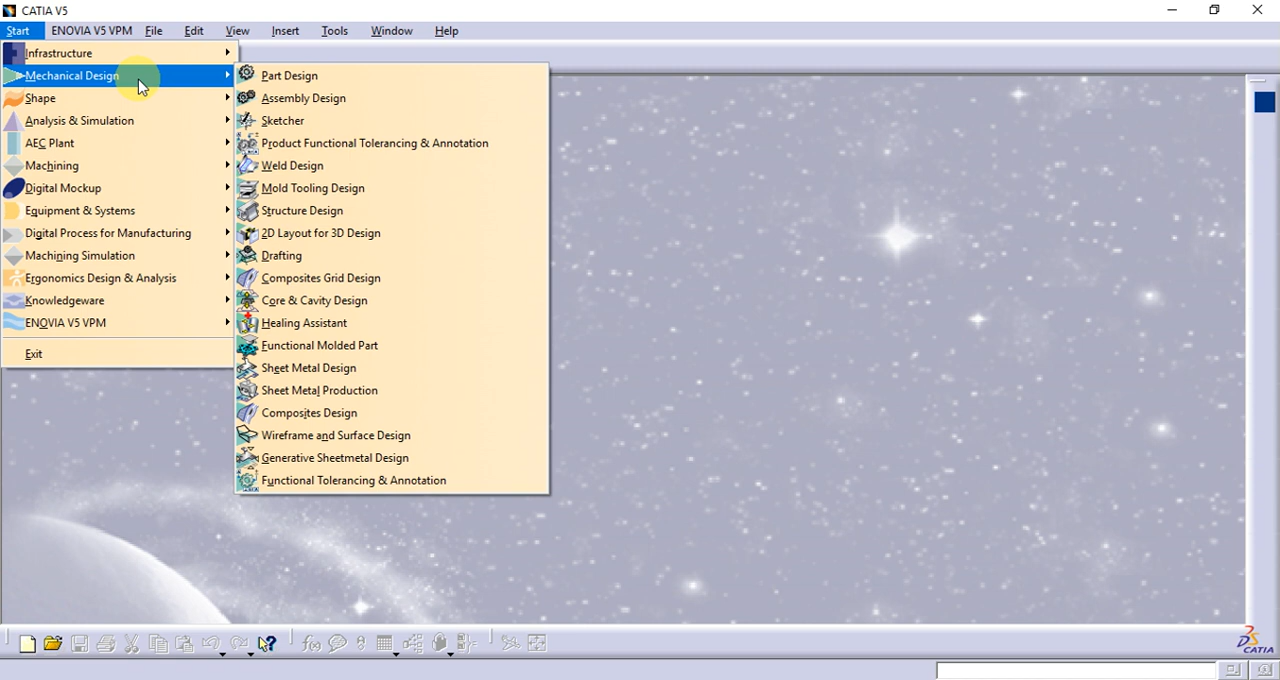 CATIA V5
Start ENOVIA V5 VPM File Edit View Insert Tools Window Help
Infrastructure
Mechanical Design
Shape
Analysis & Simulation
AEC Plant
Machining
Digital Mockup
Equipment & Systems
Digital Process for Manufacturing
Machining Simulation
Ergonomics Design & Analysis
Knowledgeware
ENOVIA V5 VPM
Exit
Part Design
Assembly Design
Sketcher
Product Functional Tolerancing & Annotation
Weld Design
Mold Tooling Design
Structure Design
2D Layout for 3D Design
Drafting
Composites Grid Design
Core & Cavity Design
Healing Assistant
Functional Molded Part
Sheet Metal Design
Sheet Metal Production
Composites Design
Wireframe and Surface Design
Generative Sheetmetal Design
Functional Tolerancing & Annotation
CATIA